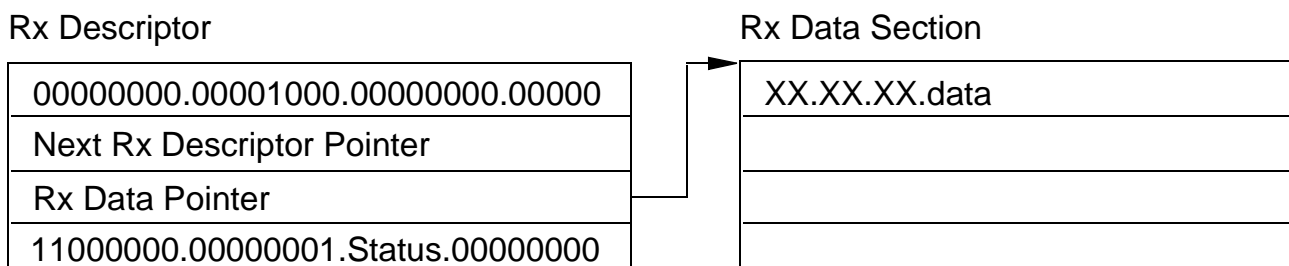 Rx Descriptor
00000000.00001000.00000000.00000
Next Rx Descriptor Pointer
Rx Data Pointer
11000000.00000001.Status.00000000
Rx Data Section
XX.XX.XX.data